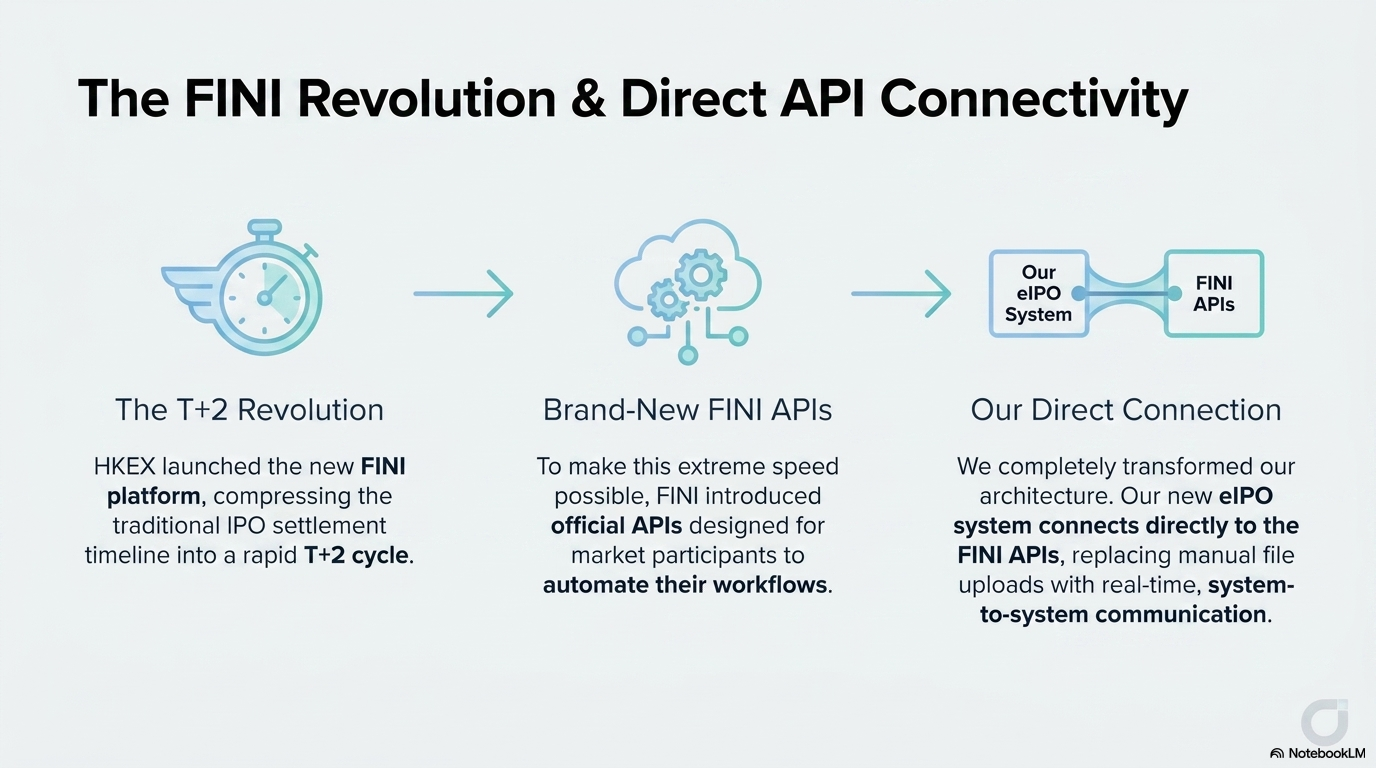 The FINI Revolution & Direct API Connectivity
Our
eIPO
System
FINI
APIs
The T+2 Revolution
HKEX launched the new FINI
platform, compressing the
traditional IPO settlement
timeline into a rapid T+2 cycle.
Brand-New FINI APIs
To make this extreme speed
possible, FINI introduced
official APIs designed for
market participants to
automate their workflows.
Our Direct Connection
We completely transformed our
architecture. Our new eIPO
system connects directly to the
FINI APIs, replacing manual file
uploads with real-time, system-
to-system communication.
NotebookLM